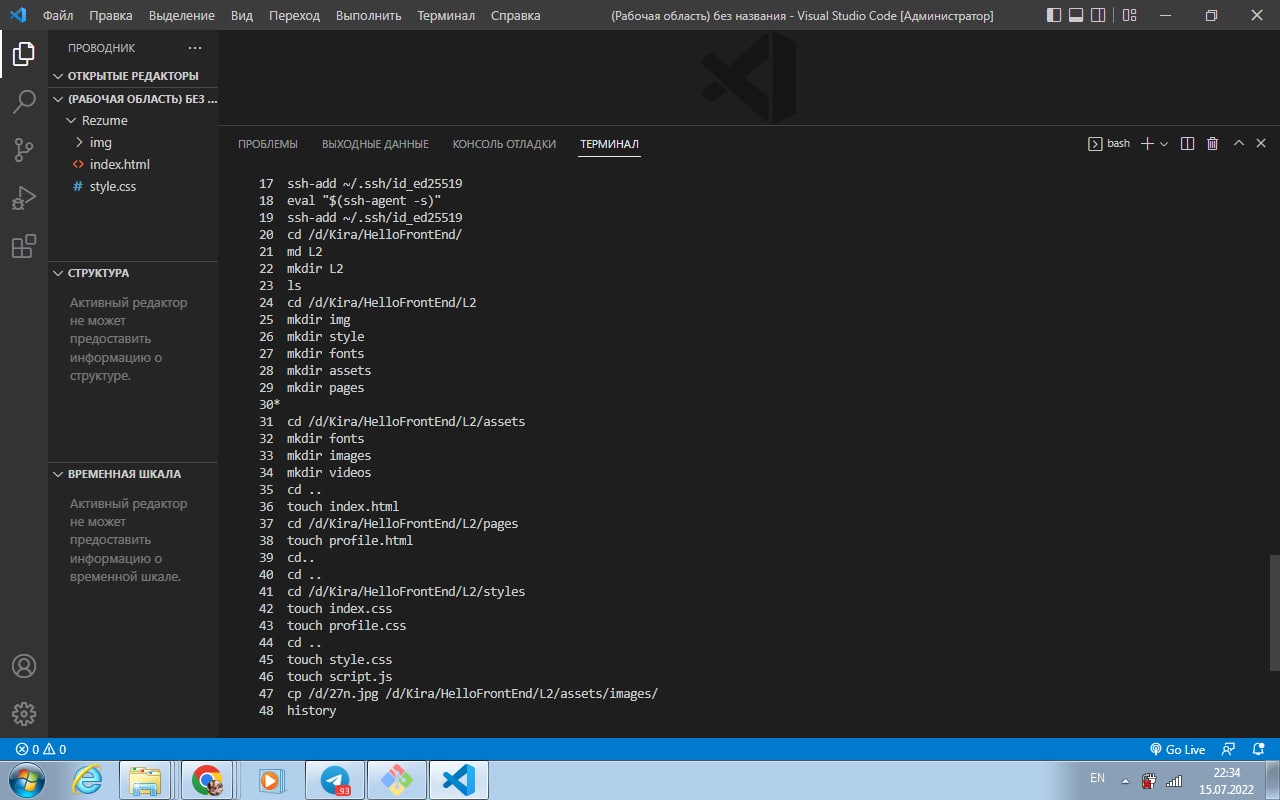 Файл Правка Выделение Вид Переход Выполнить Терминал Справка (Рабочая область) без названия - Visual Studio Code [Администратор]
ПРОВОДНИК ...
ОТКРЫТЫЕ РЕДАКТОРЫ
(РАБОЧАЯ ОБЛАСТЬ) БЕЗ ...
Rezume
img
<> index.html
# style.css
СТРУКТУРА
Активный редактор
не может
предоставить
информацию о
структуре.
ВРЕМЕННАЯ ШКАЛА
Активный редактор
не может
предоставить
информацию о
временной шкале.
ПРОБЛЕМЫ ВЫХОДНЫЕ ДАННЫЕ КОНСОЛЬ ОТЛАДКИ ТЕРМИНАЛ bash
17 ssh-add ~/.ssh/id_ed25519
18 eval "$(ssh-agent -s)"
19 ssh-add ~/.ssh/id_ed25519
20 cd /d/Kira/HelloFrontEnd/
21 md L2
22 mkdir L2
23 ls
24 cd /d/Kira/HelloFrontEnd/L2
25 mkdir img
26 mkdir style
27 mkdir fonts
28 mkdir assets
29 mkdir pages
30*
31 cd /d/Kira/HelloFrontEnd/L2/assets
32 mkdir fonts
33 mkdir images
34 mkdir videos
35 cd ..
36 touch index.html
37 cd /d/Kira/HelloFrontEnd/L2/pages
38 touch profile.html
39 cd..
40 cd ..
41 cd /d/Kira/HelloFrontEnd/L2/styles
42 touch index.css
43 touch profile.css
44 cd ..
45 touch style.css
46 touch script.js
47 cp /d/27n.jpg /d/Kira/HelloFrontEnd/L2/assets/images/
48 history
0 0 Go Live
93
EN 22:34
15.07.2022